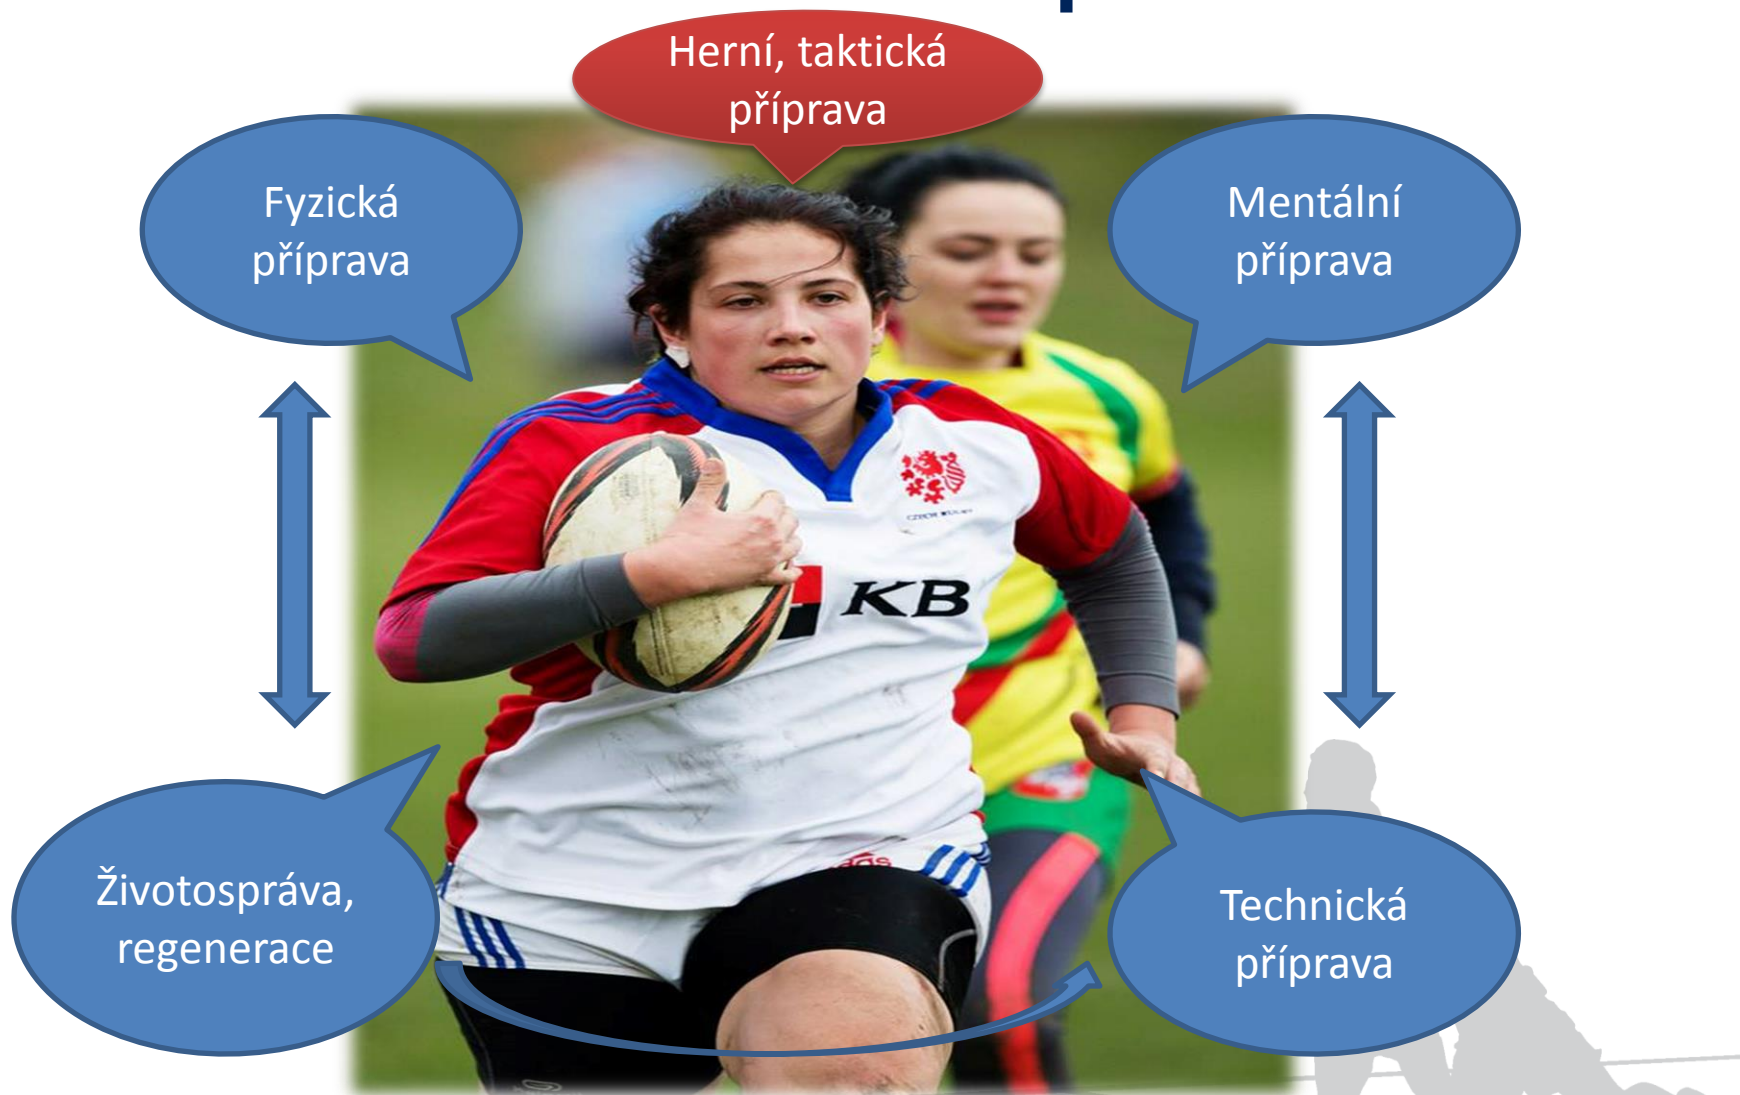 Herní, taktická
příprava
Fyzická
příprava
Mentální
příprava
KB
Životospráva,
regenerace
Technická
příprava